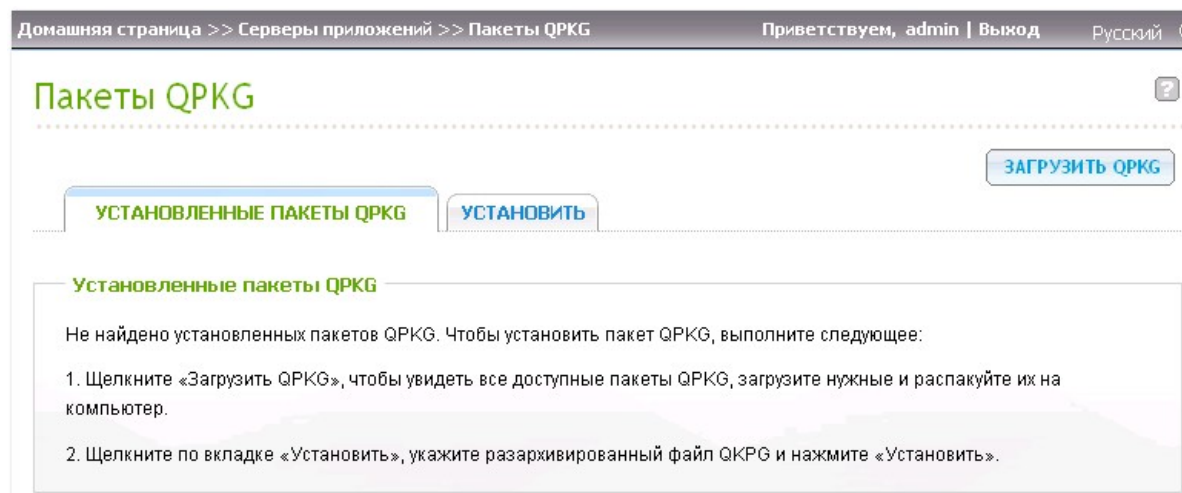 Домашняя страница >> Серверы приложений >> Пакеты QPKG Приветствуем, admin | Выход Русский
Пакеты QPKG
?
ЗАГРУЗИТЬ QPKG
УСТАНОВЛЕННЫЕ ПАКЕТЫ QPKG УСТАНОВИТЬ
Установленные пакеты QPKG
Не найдено установленных пакетов QPKG. Чтобы установить пакет QPKG, выполните следующее:
1. Щелкните «Загрузить QPKG», чтобы увидеть все доступные пакеты QPKG, загрузите нужные и распакуйте их на
компьютер.
2. Щелкните по вкладке «Установить», укажите разархивированный файл QKPG и нажмите «Установить».